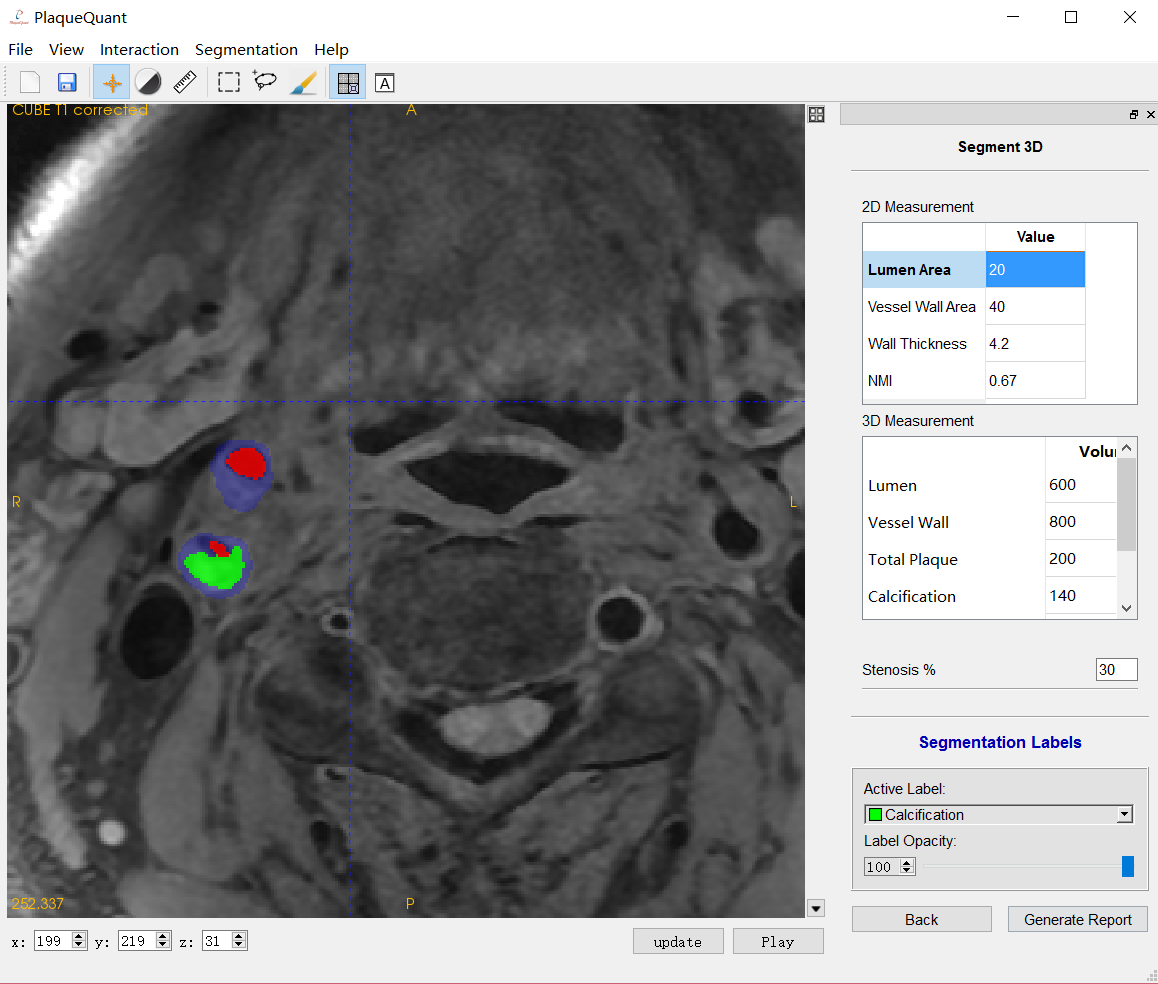 PlaqueQuant
File View Interaction Segmentation Help
A
CUBE T1 corrected
A
R
L
252.337
P
x: 199 y: 219 z: 31
update Play
Segment 3D
2D Measurement
Value
Lumen Area 20
Vessel Wall Area 40
Wall Thickness 4.2
NMI 0.67
3D Measurement
Lumen 600
Vessel Wall 800
Total Plaque 200
Calcification 140
Stenosis % 30
Segmentation Labels
Active Label:
Calcification
Label Opacity:
100
Back Generate Report